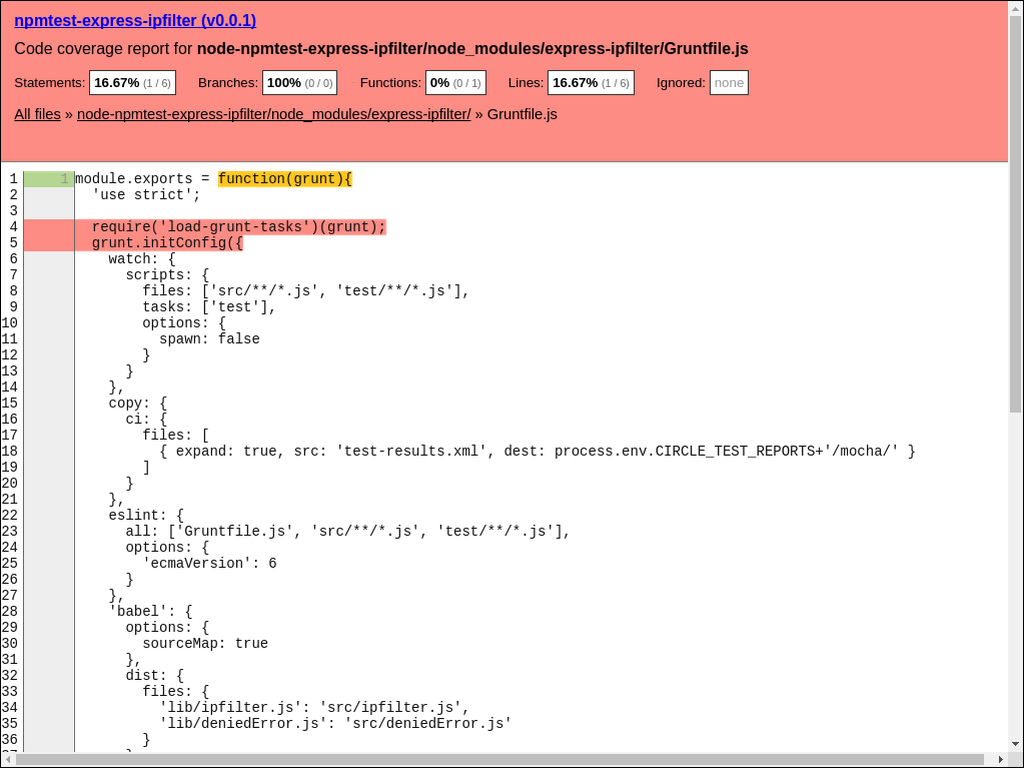 npmtest-express-ipfilter (v0.0.1)
Code coverage report for node-npmtest-express-ipfilter/node_modules/express-ipfilter/Gruntfile.js
Statements: 16.67% (1 / 6) Branches: 100% (0 / 0) Functions: 0% (0 / 1) Lines: 16.67% (1 / 6) Ignored: none
All files » node-npmtest-express-ipfilter/node_modules/express-ipfilter/ » Gruntfile.js
1 1 module.exports = function(grunt){
2   'use strict';
3
4   require('load-grunt-tasks')(grunt);
5   grunt.initConfig({
6     watch: {
7       scripts: {
8         files: ['src/**/*.js', 'test/**/*.js'],
9         tasks: ['test'],
10         options: {
11           spawn: false
12         }
13       }
14     },
15     copy: {
16       ci: {
17         files: [
18           { expand: true, src: 'test-results.xml', dest: process.env.CIRCLE_TEST_REPORTS+'/mocha/' }
19         ]
20       }
21     },
22     eslint: {
23       all: ['Gruntfile.js', 'src/**/*.js', 'test/**/*.js'],
24       options: {
25         'ecmaVersion': 6
26       }
27     },
28     'babel': {
29       options: {
30         sourceMap: true
31       },
32       dist: {
33         files: {
34           'lib/ipfilter.js': 'src/ipfilter.js',
35           'lib/deniedError.js': 'src/deniedError.js'
36         }